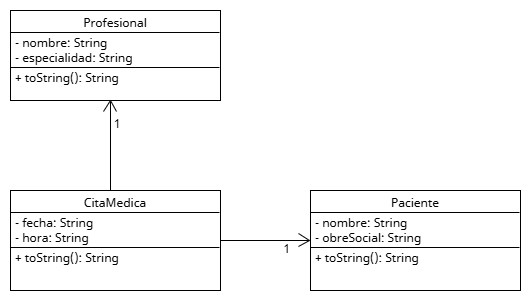 Profesional
- nombre: String
- especialidad: String
+ toString(): String
1
CitaMedica
- fecha: String
- hora: String
+ toString(): String
1
Paciente
- nombre: String
- obreSocial: String
+ toString(): String